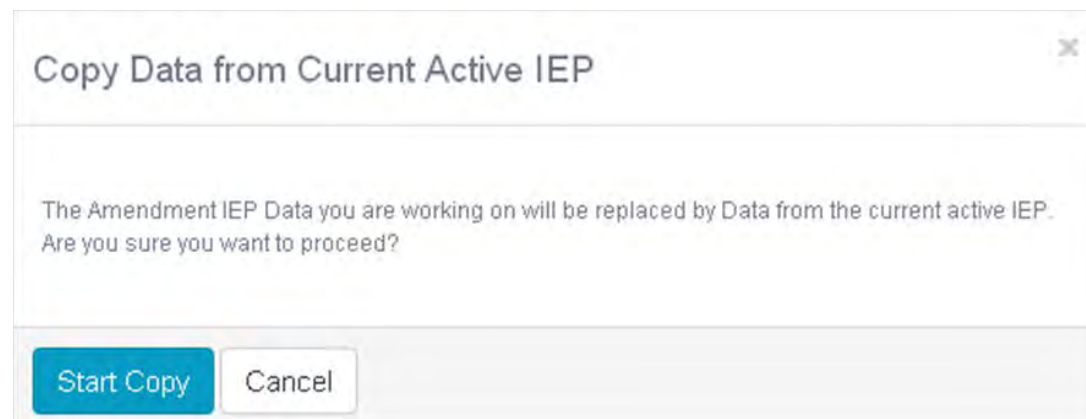 Copy Data from Current Active IEP
The Amendment IEP Data you are working on will be replaced by Data from the current active IEP.
Are you sure you want to proceed?
Start Copy Cancel